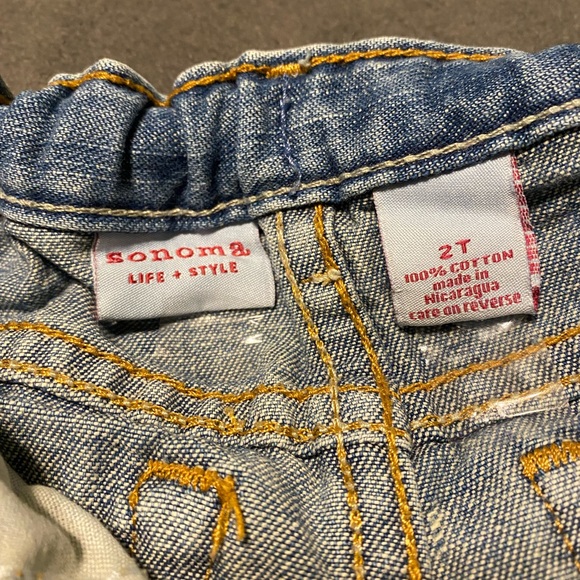 sonoma
LIFE + STYLE
2T
100% COTTON
made in
Nicaragua
care on reverse